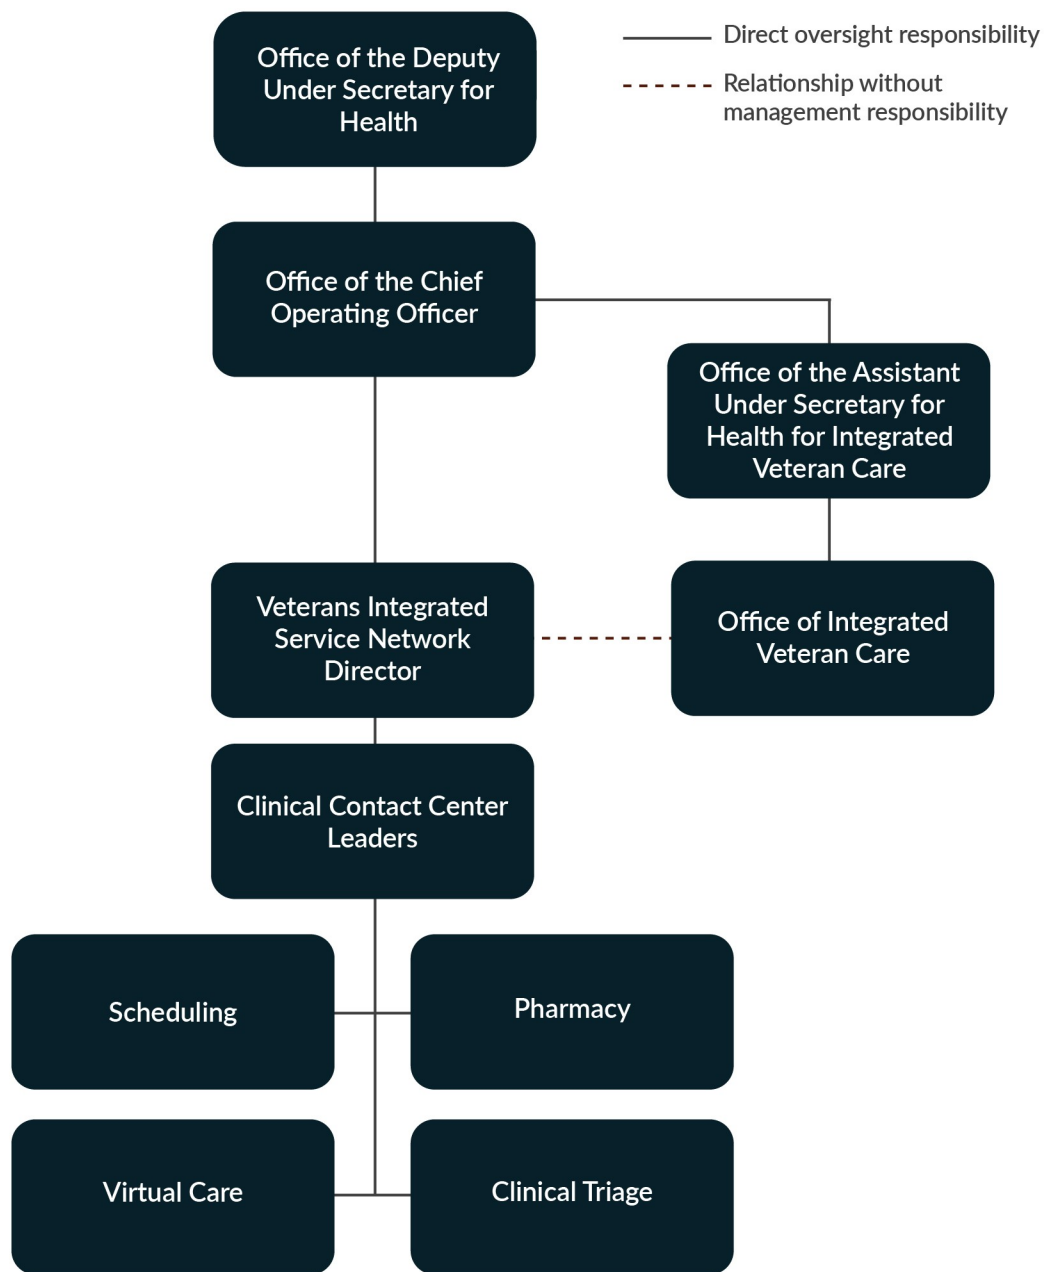 Office of the Deputy
Under Secretary for
Health
Direct oversight responsibility
Relationship without
management responsibility
Office of the Chief
Operating Officer
Office of the Assistant
Under Secretary for
Health for Integrated
Veteran Care
Veterans Integrated
Service Network
Director
Office of Integrated
Veteran Care
Clinical Contact Center
Leaders
Scheduling
Pharmacy
Virtual Care
Clinical Triage